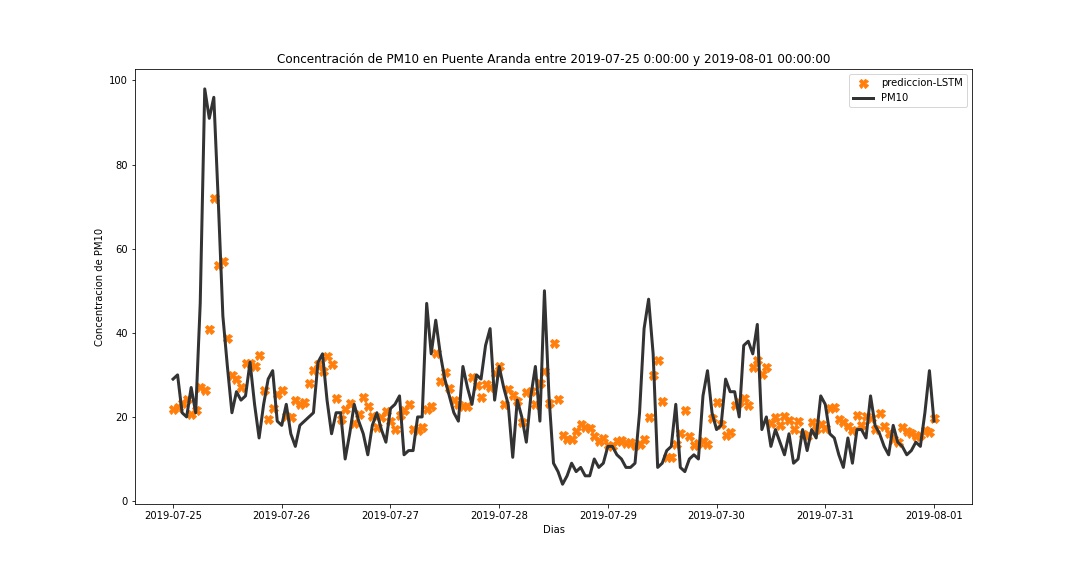 Concentración de PM10 en Puente Aranda entre 2019-07-25 0:00:00 y 2019-08-01 00:00:00
prediccion-LSTM
PM10
100
80
60
40
20
0
Concentracion de PM10
2019-07-25 2019-07-26 2019-07-27 2019-07-28 2019-07-29 2019-07-30 2019-07-31 2019-08-01
Dias